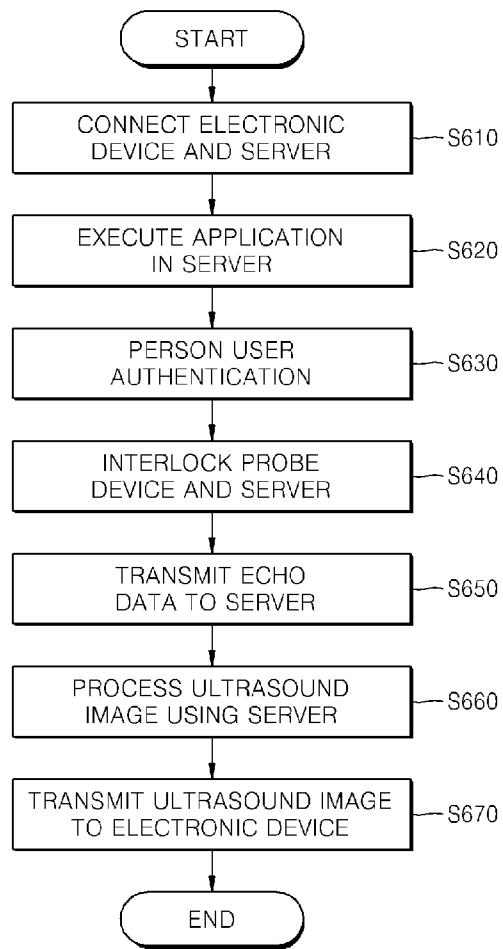 START
CONNECT ELECTRONIC
DEVICE AND SERVER
S610
EXECUTE APPLICATION
IN SERVER
S620
PERSON USER
AUTHENTICATION
S630
INTERLOCK PROBE
DEVICE AND SERVER
S640
TRANSMIT ECHO
DATA TO SERVER
S650
PROCESS ULTRASOUND
IMAGE USING SERVER
S660
TRANSMIT ULTRASOUND IMAGE
TO ELECTRONIC DEVICE
S670
END